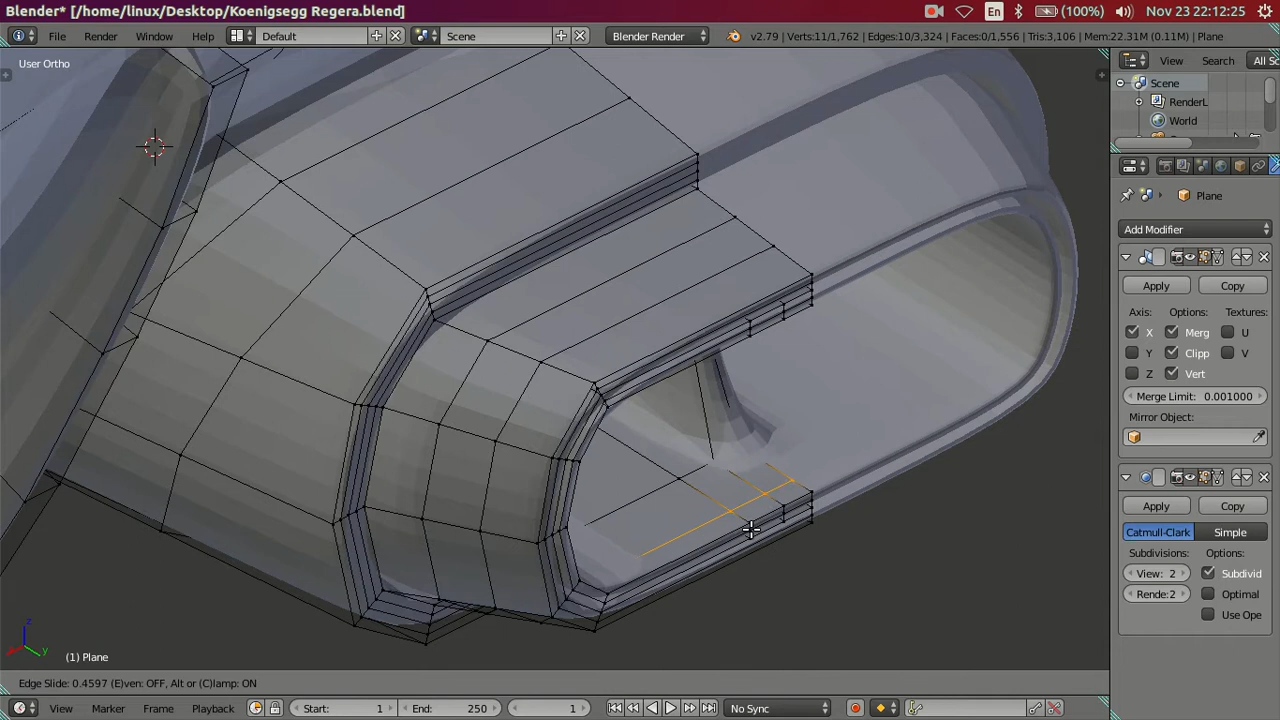 Blender* [/home/linux/Desktop/Koenigsegg Regera.blend]
En
(100%)
Nov 23 22:12:25
File Render Window Help
Default
Scene
Blender Render
v2.79 | Verts:11/1,762 | Edges:10/3,324 | Faces:0/1,556 | Tris:3,106 | Mem:22.31M (0.11M) | Plane
User Ortho
View Search All Sc
Scene
RenderL
World
Plane
Add Modifier
Apply Copy
Axis: Options: Textures:
X Merg U
Y Clipp V
Z Vert
Merge Limit: 0.001000
Mirror Object:
Apply Copy
Catmull-Clark Simple
Subdivisions: Options:
View: 2 Subdivid
Rende:2 Optimal
Use Ope
z
y
(1) Plane
Edge Slide: 0.4597 (E)ven: OFF, Alt or (C)lamp: ON
View Marker Frame Playback
Start: 1
End: 250
1
No Sync